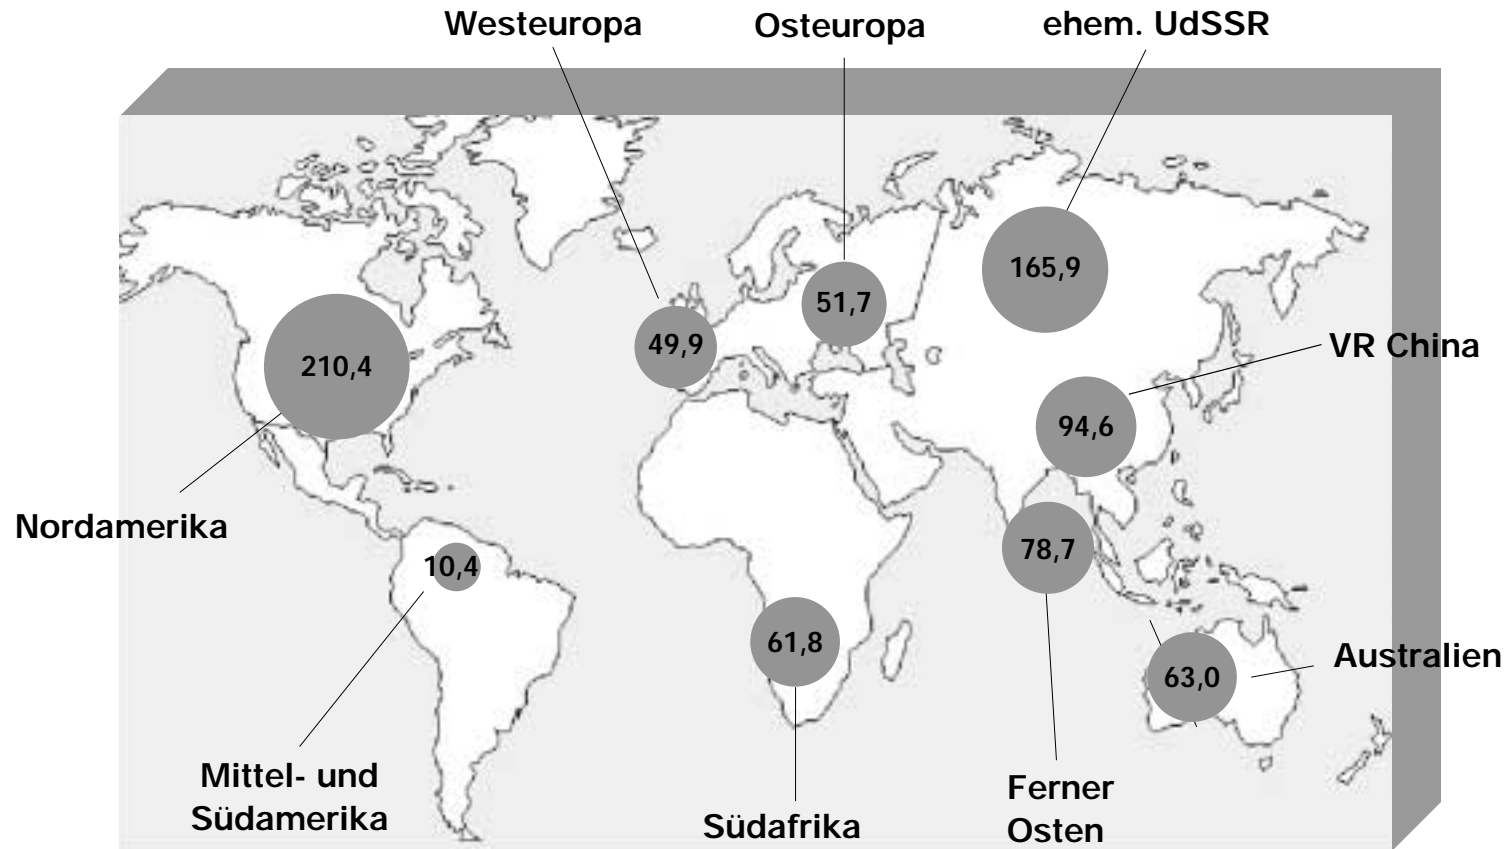 Westeuropa
Osteuropa
ehem. UdSSR
165,9
51,7
49,9
VR China
210,4
94,6
Nordamerika
78,7
10,4
61,8
Australien
63,0
Mittel- und
Südamerika
Ferner
Osten
Südafrika